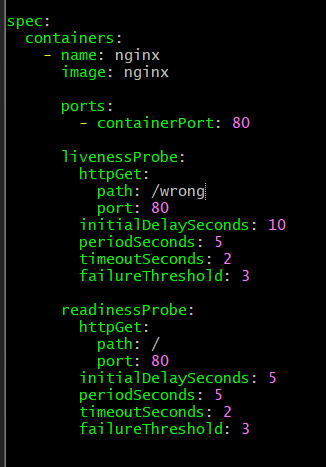 spec:
  containers:
    - name: nginx
      image: nginx

      ports:
        - containerPort: 80

      livenessProbe:
        httpGet:
          path: /wrong
          port: 80
        initialDelaySeconds: 10
        periodSeconds: 5
        timeoutSeconds: 2
        failureThreshold: 3

      readinessProbe:
        httpGet:
          path: /
          port: 80
        initialDelaySeconds: 5
        periodSeconds: 5
        timeoutSeconds: 2
        failureThreshold: 3